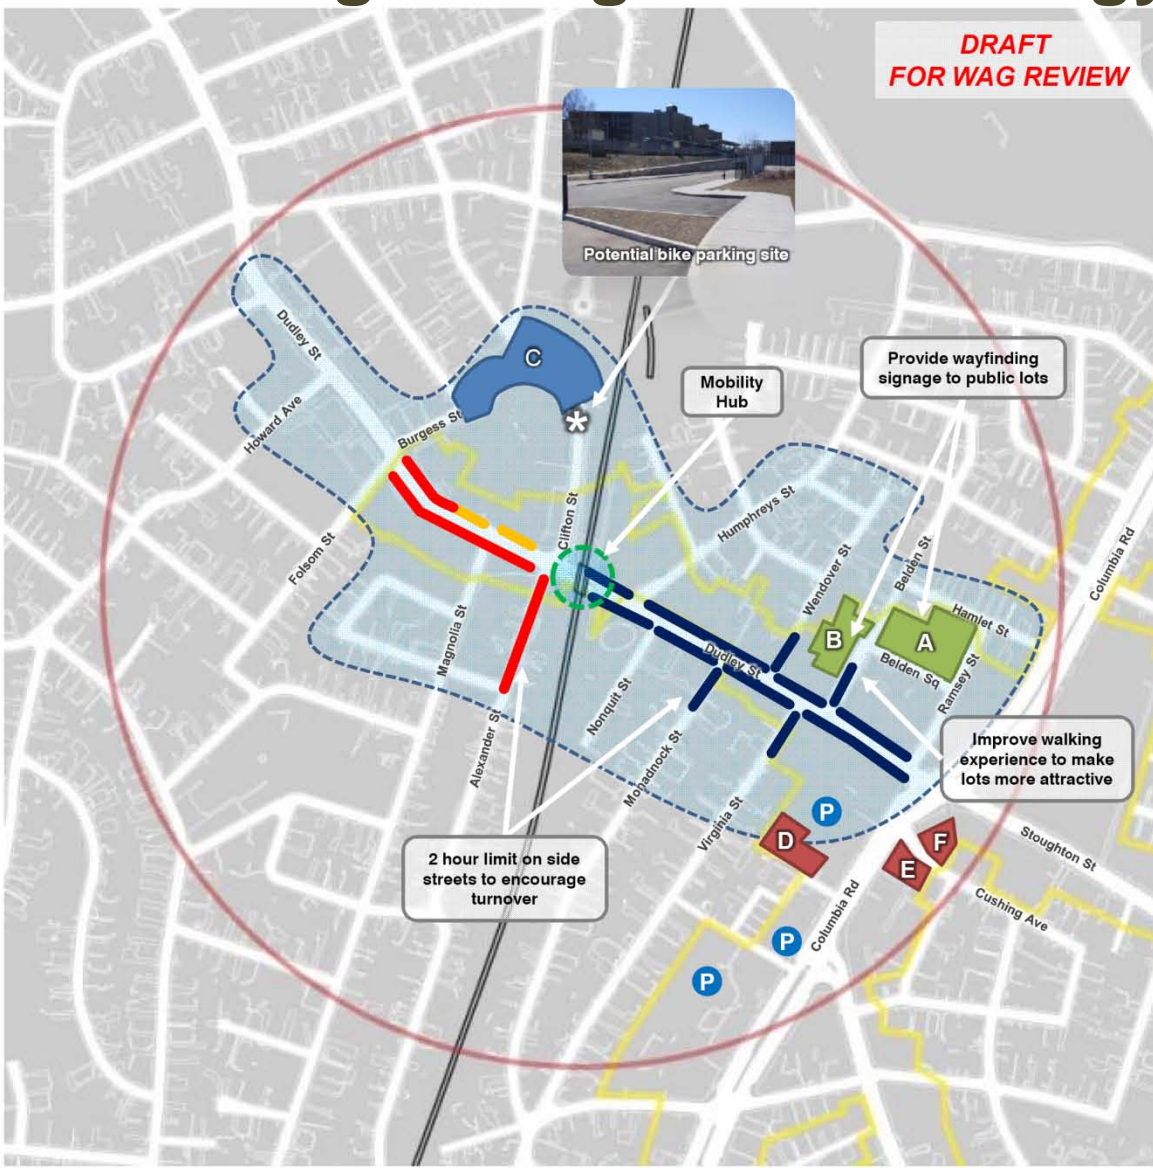 DRAFT
FOR WAG REVIEW
Potential bike parking site
Dudley St
Provide wayfinding
signage to public lots
Mobility
Hub
C
Howard Ave
Burgess St
*
Clifton St
Humphreys St
Folsom St
Wendover St
Belden St
Columbia Rd
Hamlet St
B
A
Magnolia St
Dudley St
Belden Sq
Ramsey St
Nonquit St
Alexander St
Monadnock St
Improve walking
experience to make
lots more attractive
Virginia St
P
D
F
E
Stoughton St
2 hour limit on side
streets to encourage
turnover
Cushing Ave
Columbia Rd
P
P